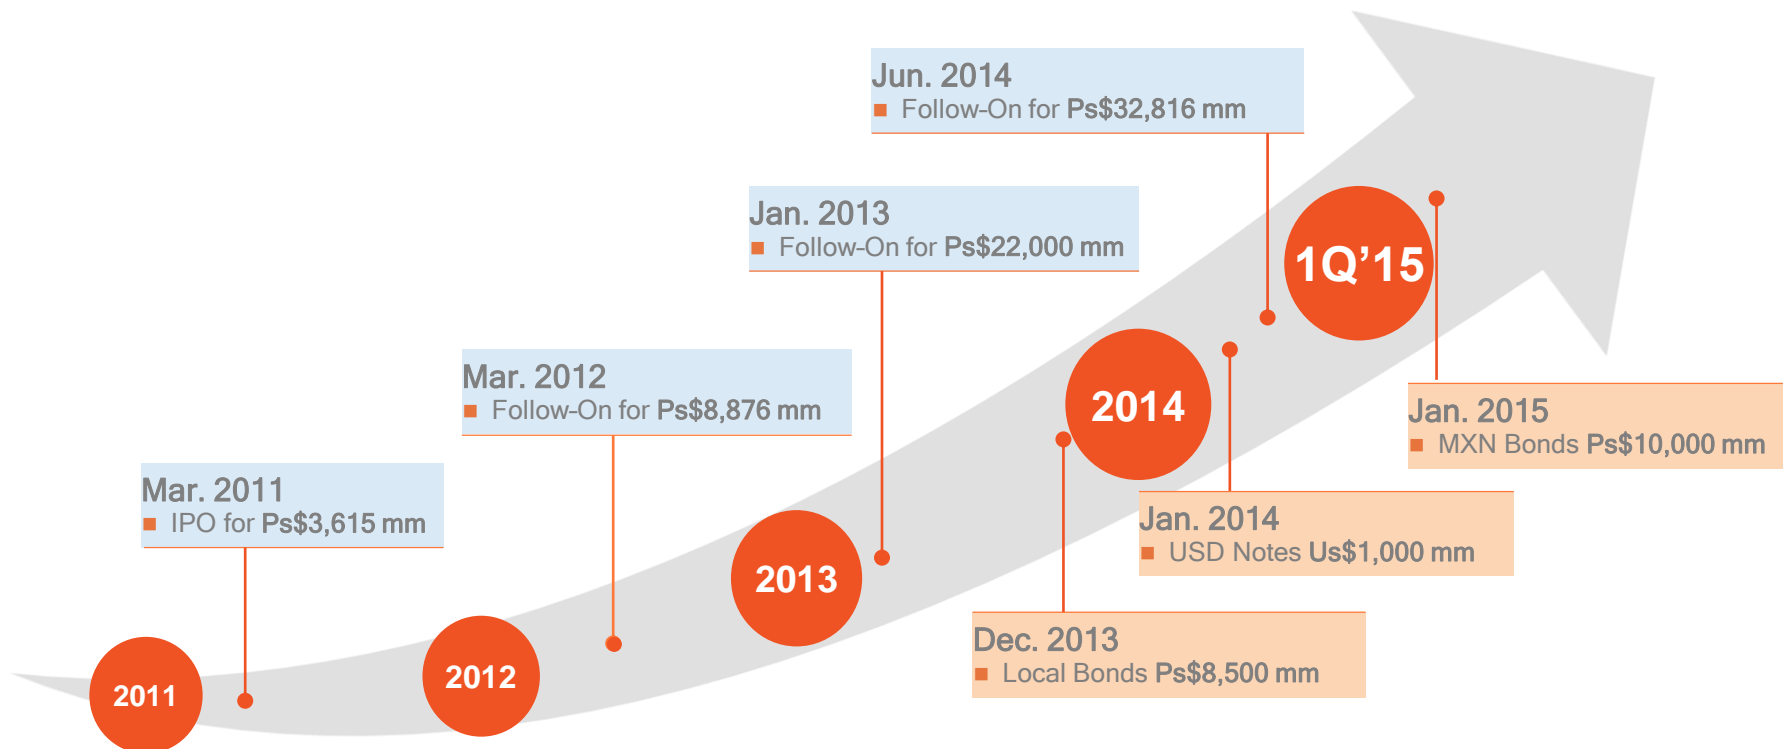 Jun. 2014
Follow-On for Ps$32,816 mm
Jan. 2013
Follow-On for Ps$22,000 mm
1Q’15
Mar. 2012
Follow-On for Ps$8,876 mm
2014
Jan. 2015
MXN Bonds Ps$10,000 mm
Mar. 2011
IPO for Ps$3,615 mm
Jan. 2014
USD Notes Us$1,000 mm
2013
Dec. 2013
Local Bonds Ps$8,500 mm
2012
2011